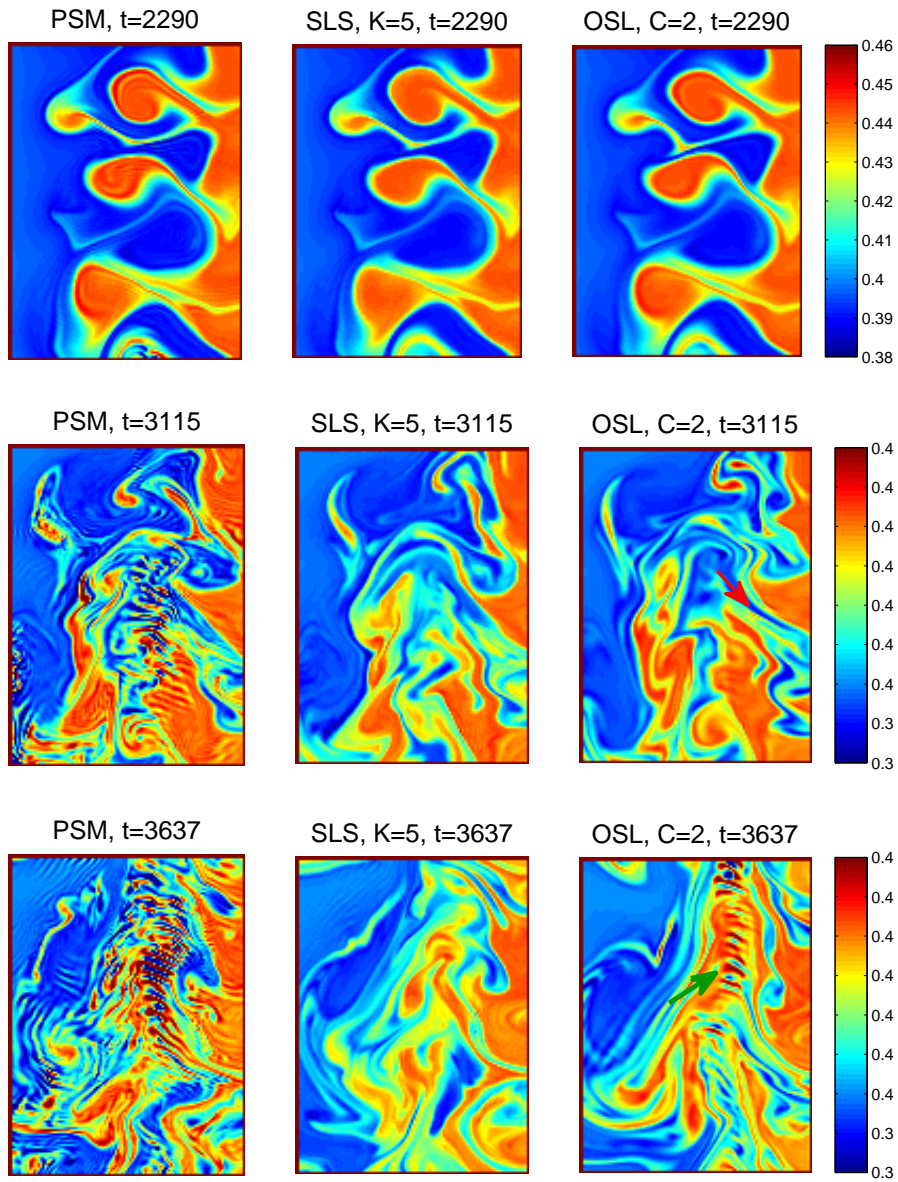 PSM, t=2290
SLS, K=5, t=2290
OSL, C=2, t=2290
0.46
0.45
0.44
0.43
0.42
0.41
0.4
0.39
0.38
PSM, t=3115
SLS, K=5, t=3115
OSL, C=2, t=3115
0.4
0.4
0.4
0.4
0.4
0.4
0.4
0.3
PSM, t=3637
SLS, K=5, t=3637
OSL, C=2, t=3637
0.4
0.4
0.4
0.4
0.4
0.4
0.3
0.3